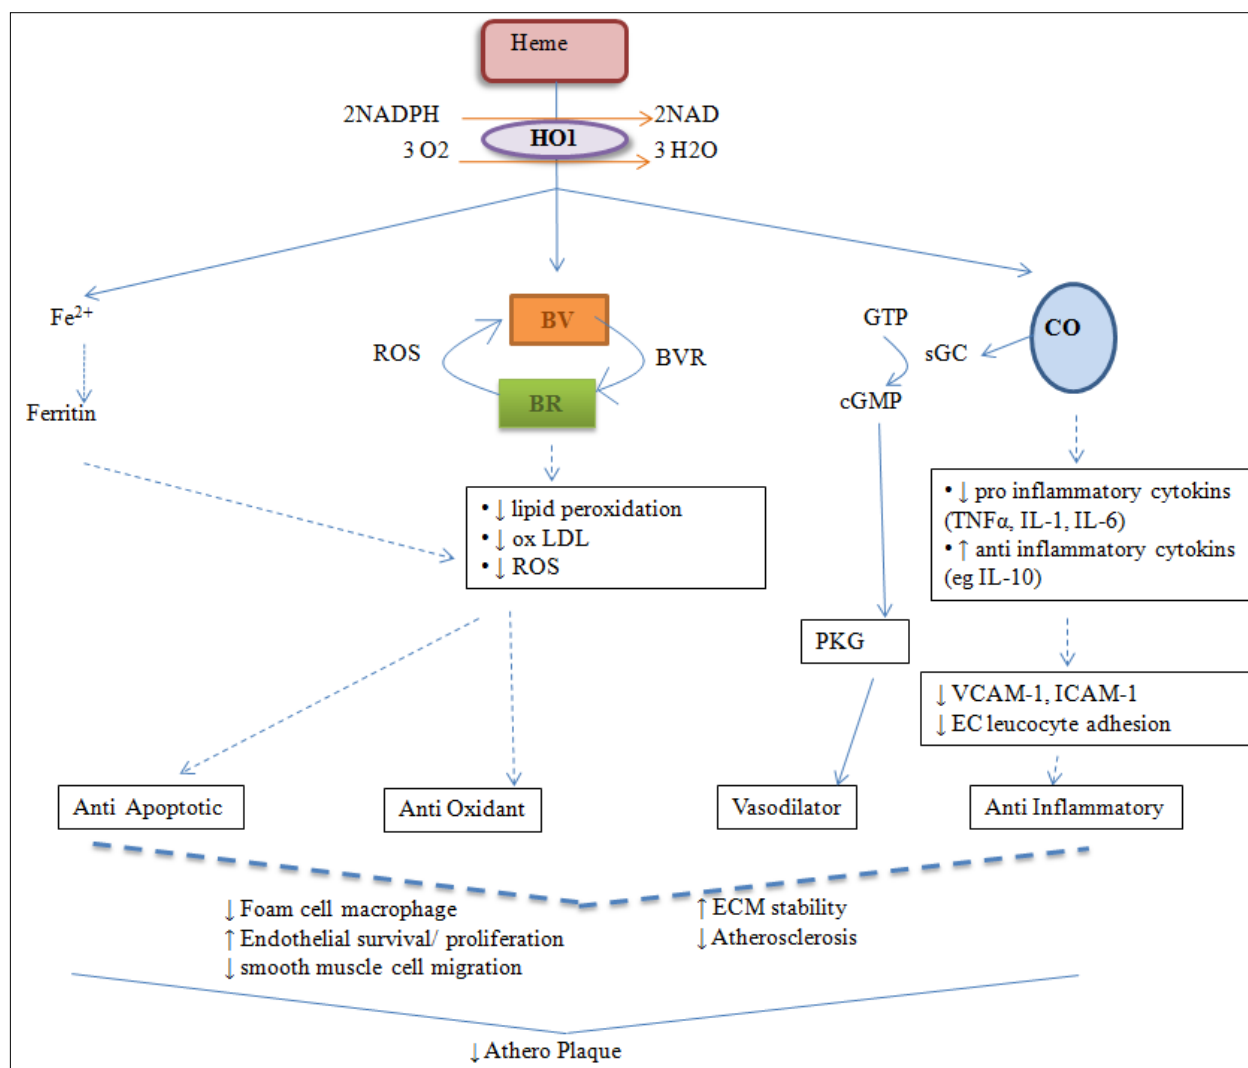 Heme
2NADPH
2NAD
HO1
3 O2
3 H2O
Fe²⁺
BV
GTP
CO
ROS
BVR
sGC
BR
cGMP
Ferritin
• ↓ lipid peroxidation
• ↓ ox LDL
• ↓ ROS
• ↓ pro inflammatory cytokins
(TNFα, IL-1, IL-6)
• ↑ anti inflammatory cytokins
(eg IL-10)
PKG
↓ VCAM-1, ICAM-1
↓ EC leucocyte adhesion
Anti Apoptotic
Anti Oxidant
Vasodilator
Anti Inflammatory
↓ Foam cell macrophage
↑ Endothelial survival/ proliferation
↓ smooth muscle cell migration
↑ ECM stability
↓ Atherosclerosis
↓ Athero Plaque